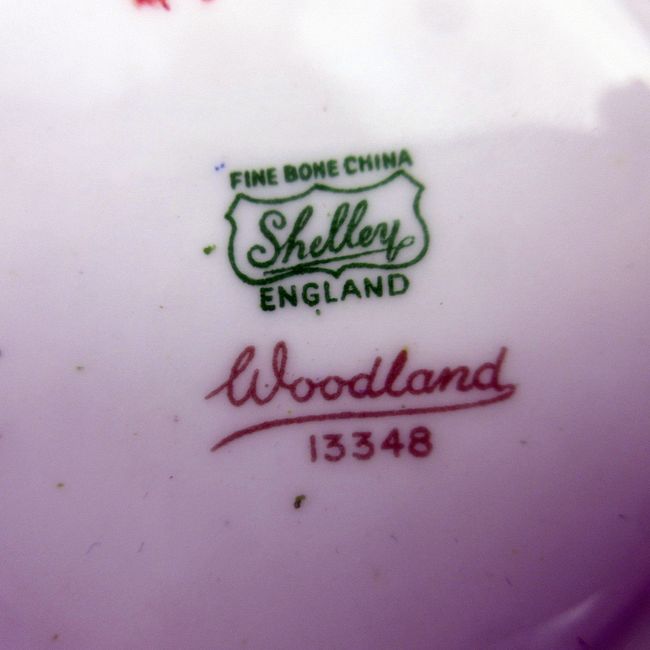 FINE BONE CHINA
Shelley
ENGLAND
Woodland
13348